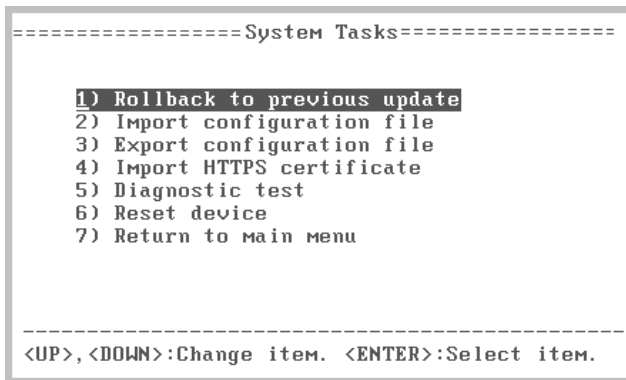 ==================System Tasks=================
1) Rollback to previous update
2) Import configuration file
3) Export configuration file
4) Import HTTPS certificate
5) Diagnostic test
6) Reset device
7) Return to main menu
------------------------------------------------
<UP>,<DOWN>:Change item. <ENTER>:Select item.